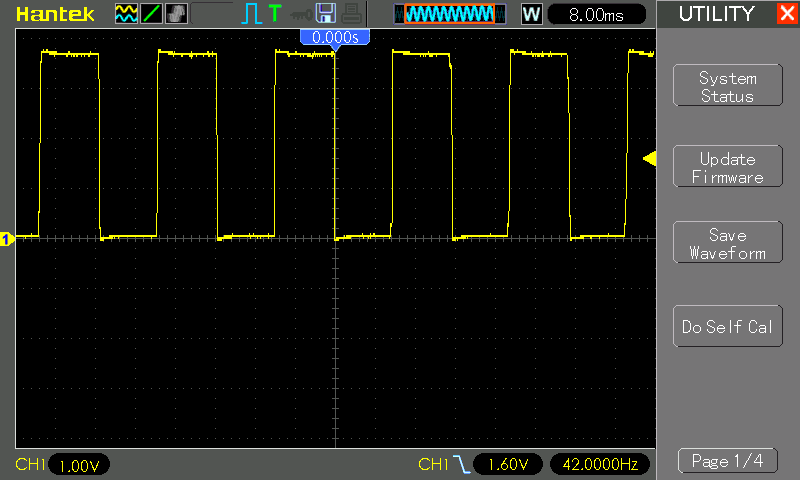 Hantek
T
W
8.00ms
UTILITY
0.000s
System
Status
Update
Firmware
Save
Waveform
Do Self Cal
1
CH1
1.00V
CH1
1.60V
42.0000Hz
Page 1/4